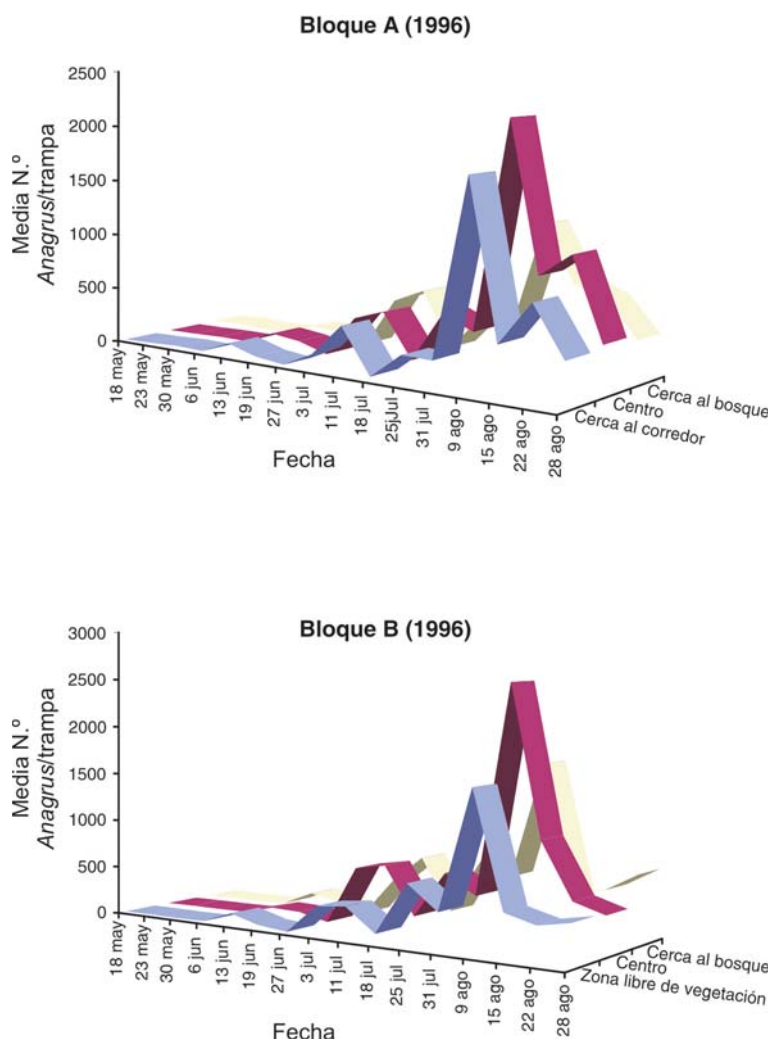 Bloque A (1996)
Media N.º
Anagrus/trampa
2500
2000
1500
1000
500
0
18 may
23 may
30 may
6 jun
13 jun
19 jun
27 jun
3 jul
11 jul
18 jul
25Jul
31 jul
9 ago
15 ago
22 ago
28 ago
Fecha
Cerca al bosque
Centro
Cerca al corredor
Bloque B (1996)
Media N.º
Anagrus/trampa
3000
2500
2000
1500
1000
500
0
18 may
23 may
30 may
6 jun
13 jun
19 jun
27 jun
3 jul
11 jul
18 jul
25 jul
31 jul
9 ago
15 ago
22 ago
28 ago
Fecha
Cerca al bosque
Centro
Zona libre de vegetación